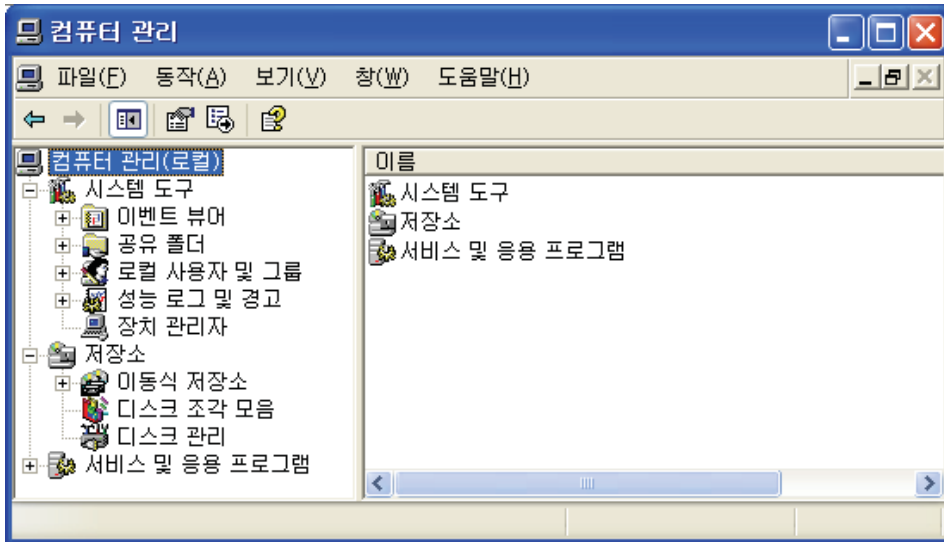 컴퓨터 관리
파일(F) 동작(A) 보기(V) 창(W) 도움말(H)
컴퓨터 관리(로컬)
시스템 도구
이벤트 뷰어
공유 폴더
로컬 사용자 및 그룹
성능 로그 및 경고
장치 관리자
저장소
이동식 저장소
디스크 조각 모음
디스크 관리
서비스 및 응용 프로그램
이름
시스템 도구
저장소
서비스 및 응용 프로그램